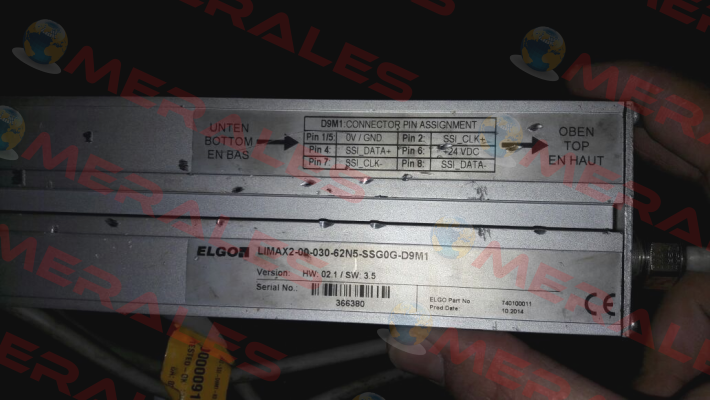 MERALES
UNTEN
BOTTOM
EN BAS
D9M1:CONNECTOR PIN ASSIGNMENT
Pin 1/5: 0V / GND Pin 2: SSI_CLK+
Pin 4: SSI_DATA+ Pin 6: +24 VDC
Pin 7: SSI_CLK- Pin 8: SSI_DATA-
OBEN
TOP
EN HAUT
ELGO LIMAX2-00-030-62N5-SSG0G-D9M1
Version: HW: 02.1 / SW: 3.5
Serial No.:
366380
ELGO Part No. 740100011
Prod Date: 10.2014
CE